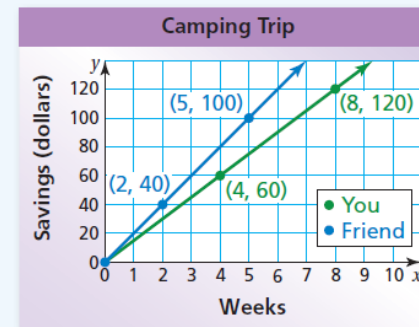 Camping Trip
Savings (dollars)
y
120
100
80
60
40
20
0
(5, 100)
(8, 120)
(2, 40)
(4, 60)
You
Friend
0 1 2 3 4 5 6 7 8 9 10 x
Weeks